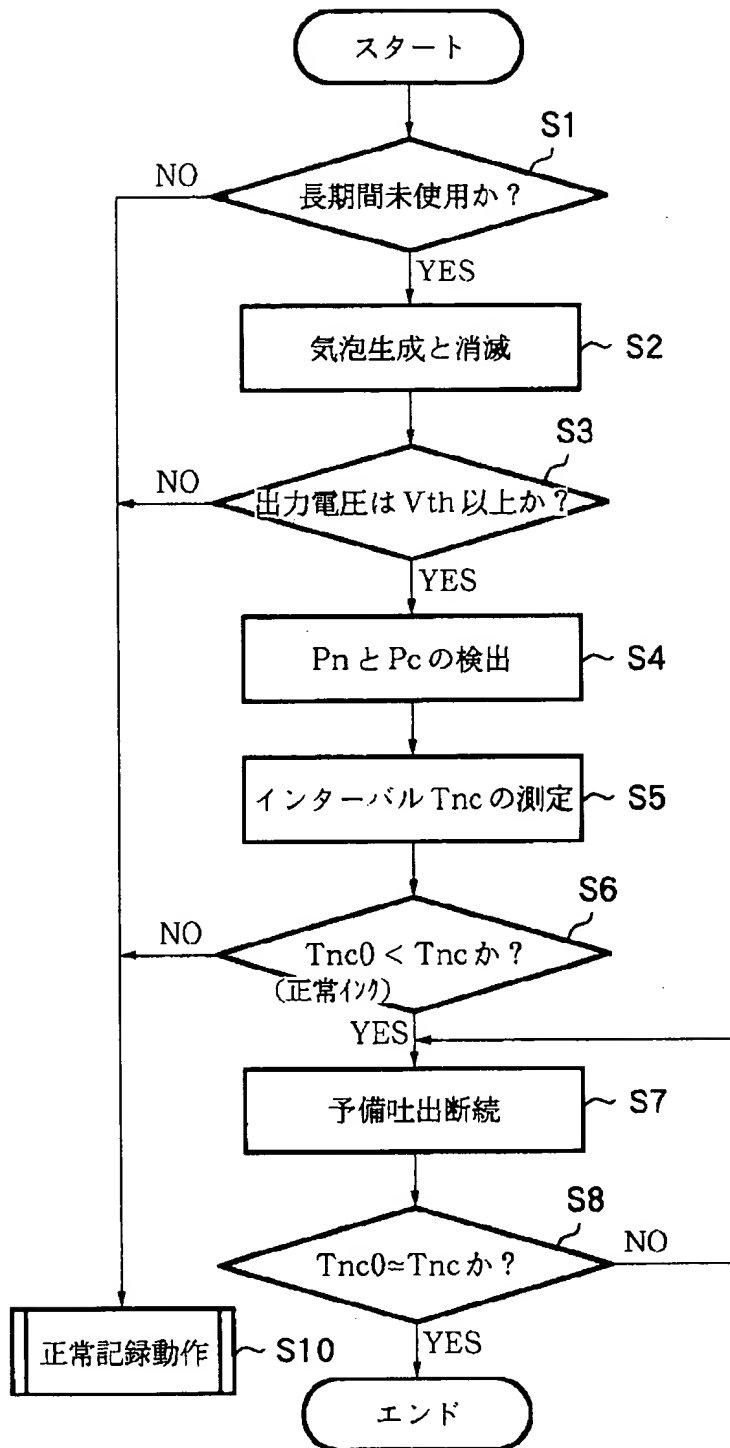 スタート
S1
NO
長期間未使用か？
YES
気泡生成と消滅
S2
S3
NO
出力電圧はVth以上か？
YES
PnとPcの検出
S4
インターバルTncの測定
S5
S6
NO
Tnc0 < Tncか？
(正常インク)
YES
予備吐出断続
S7
S8
Tnc0≃Tncか？
NO
正常記録動作
S10
YES
エンド